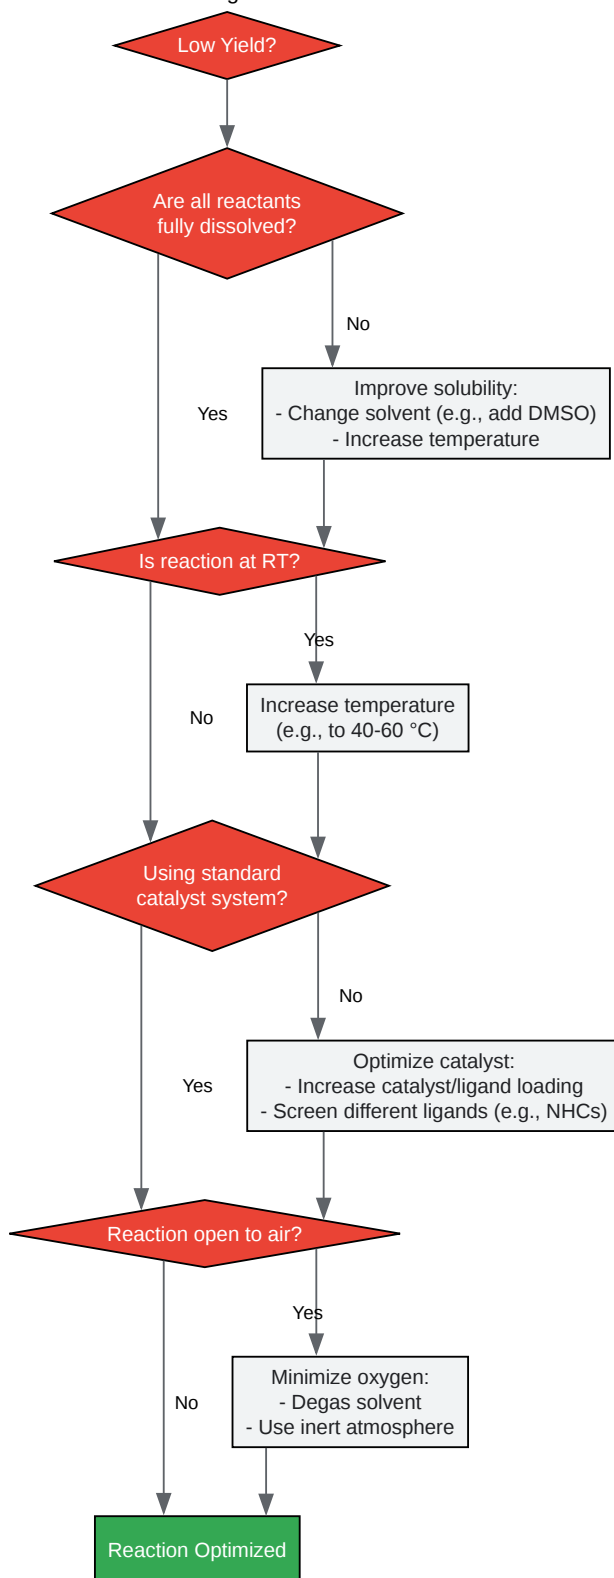 Low Yield?
Are all reactants
fully dissolved?
No
Improve solubility:
- Change solvent (e.g., add DMSO)
- Increase temperature
Yes
Is reaction at RT?
Yes
Increase temperature
(e.g., to 40-60 °C)
No
Using standard
catalyst system?
No
Optimize catalyst:
- Increase catalyst/ligand loading
- Screen different ligands (e.g., NHCs)
Yes
Reaction open to air?
Yes
Minimize oxygen:
- Degas solvent
- Use inert atmosphere
No
Reaction Optimized